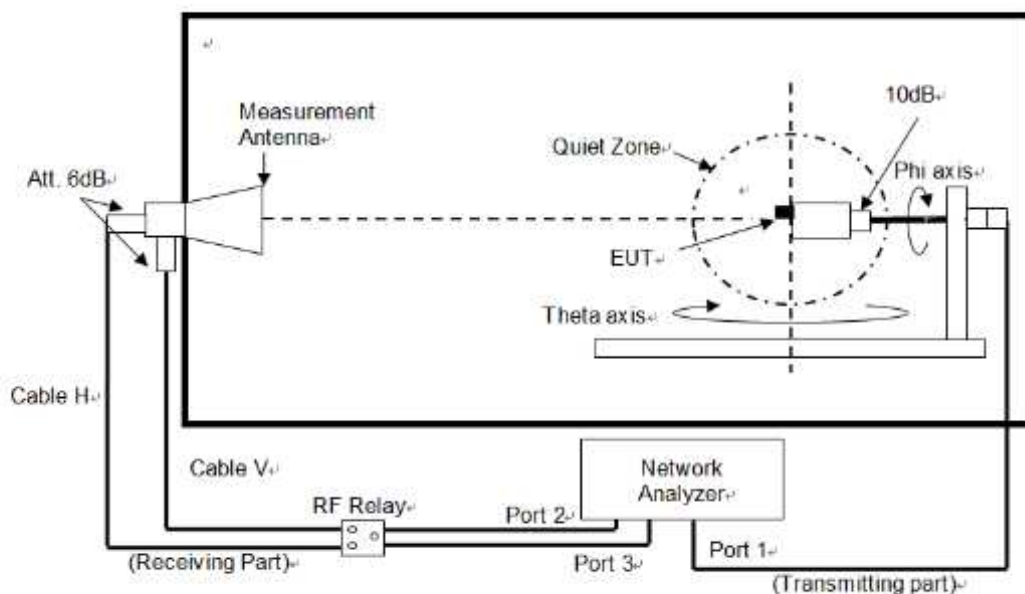 Measurement
Antenna
Att. 6dB
10dB
Quiet Zone
Phi axis
EUT
Theta axis
Cable H
Cable V
Network
Analyzer
RF Relay
Port 2
Port 3
Port 1
(Receiving Part)
(Transmitting part)